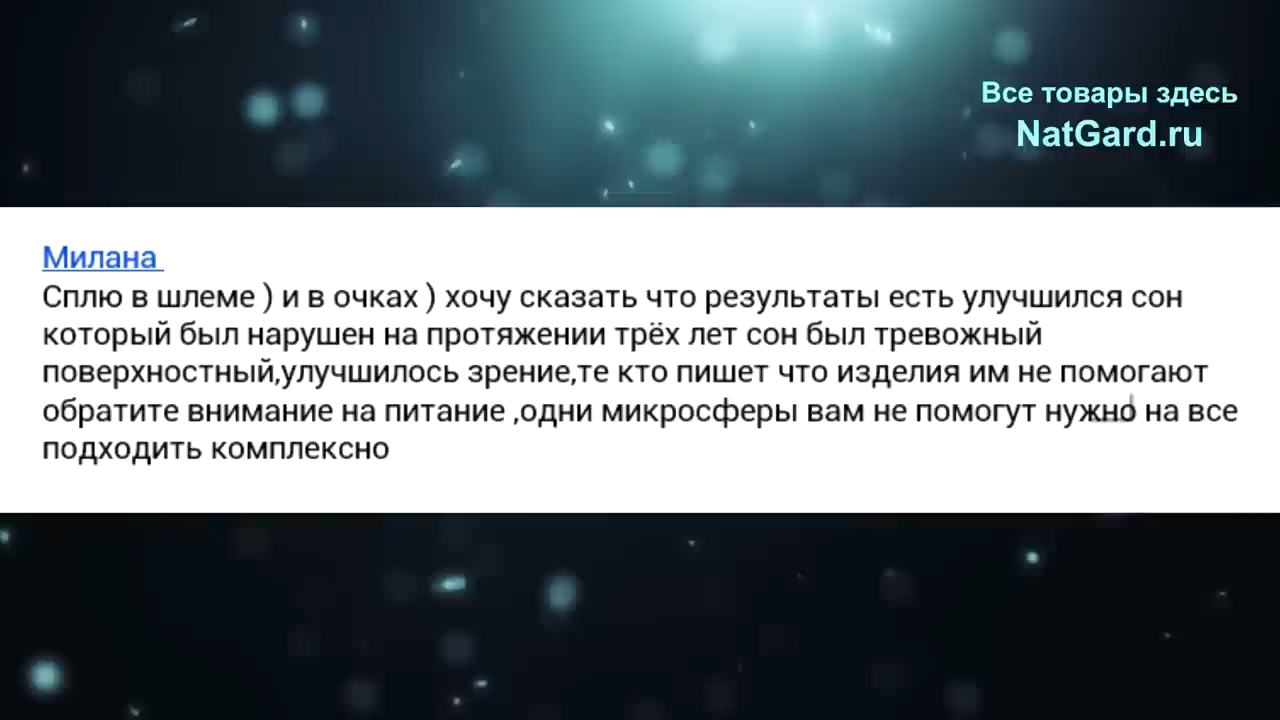 Все товары здесь
NatGard.ru
Милана
Сплю в шлеме ) и в очках ) хочу сказать что результаты есть улучшился сон
который был нарушен на протяжении трёх лет сон был тревожный
поверхностный,улучшилось зрение,те кто пишет что изделия им не помогают
обратите внимание на питание ,одни микросферы вам не помогут нужно на все
подходить комплексно